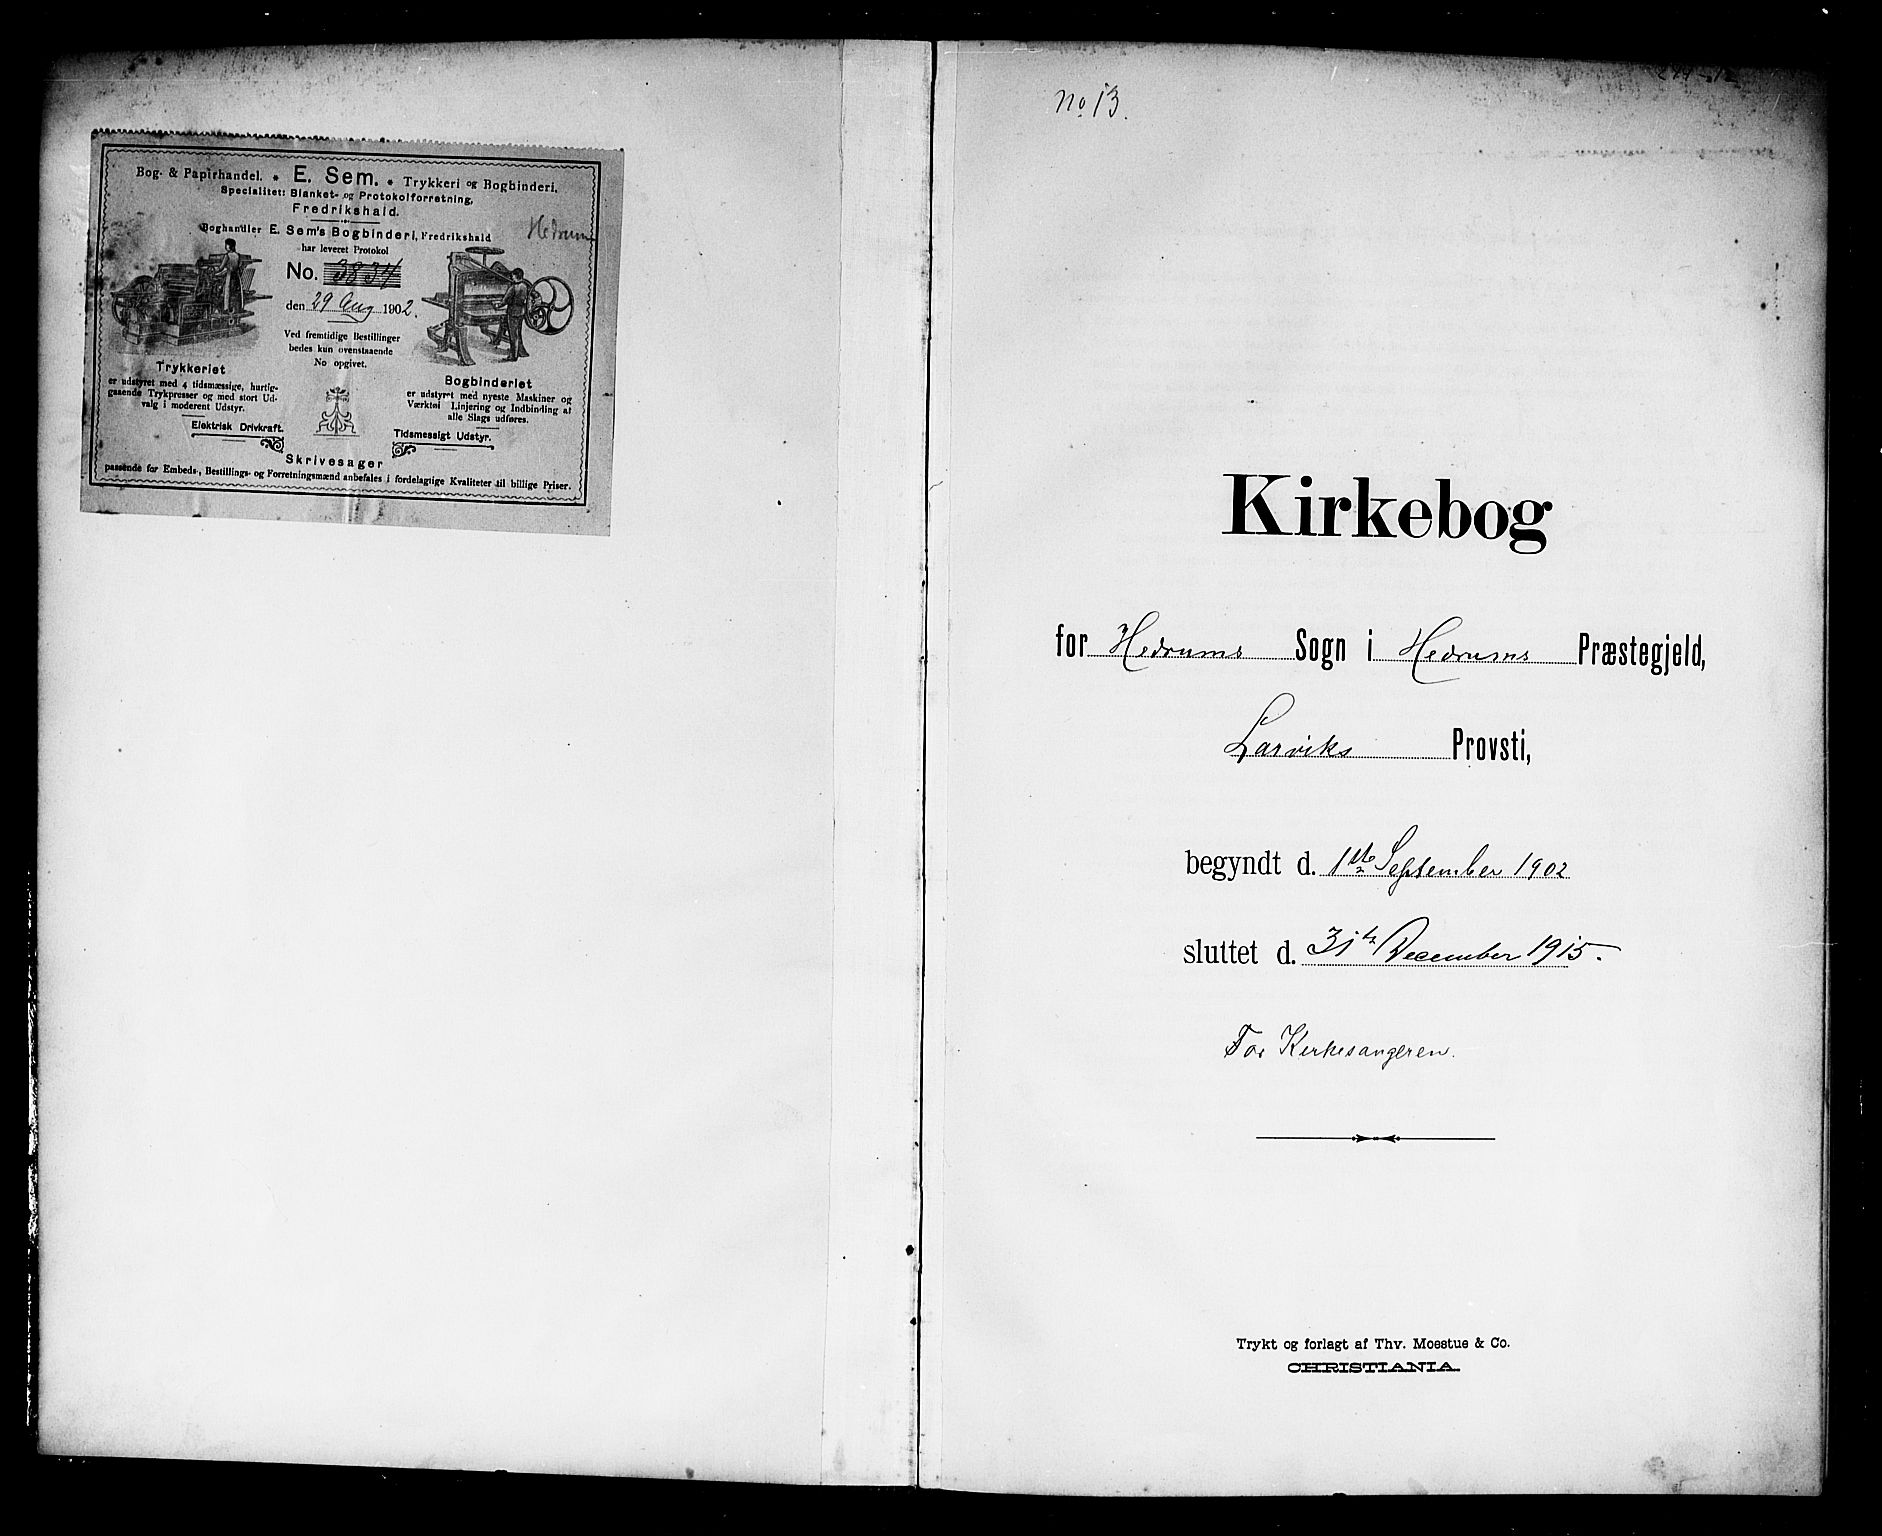 Bog- & Papirhandel. * E. Sem. * Trykkeri og Bogbinderi.
Specialitet: Blanket- og Protokolforretning,
Fredrikshald.
Boghandler E. Sem's Bogbinderi, Fredrikshald
Hedrum
har leveret Protokol
No. 3834
den 29 Aug 1902.
Ved fremtidige Bestillinger
bedes kun ovenstaaende
No opgivet.
Trykkeriet
er udstyret med 4 tidsmæssige, hurtig-
gaaende Trykpresser og med stort Ud-
valg i moderent Udstyr.
Elektrisk Drivkraft.
Bogbinderiet
er udstyret med nyeste Maskiner og
Værktøi Linjering og Indbinding af
alle Slags udføres.
Tidsmessigt Udstyr.
Skrivesager
passende for Embeds-, Bestillings- og Forretningsmænd anbefales i fordelagtige Kvaliteter til billige Priser.
No 13.
Kirkebog
for Hedrums Sogn i Hedrums Præstegjeld,
Larviks Provsti,
begyndt d. 1ste September 1902
sluttet d. 31te December 1915.
For Kirkesangeren.
Trykt og forlagt af Thv. Moestue & Co.
CHRISTIANIA.